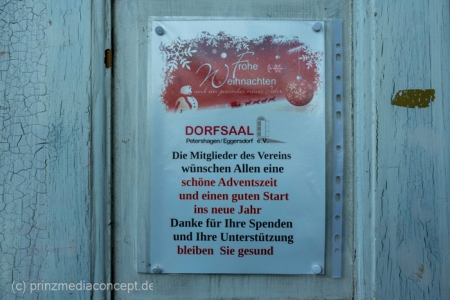 Frohe
Weihnachten
DORFSAAL
Petershagen/Eggersdorf e.V.
Die Mitglieder des Vereins
wünschen Allen eine
schöne Adventszeit
und einen guten Start
ins neue Jahr
Danke für Ihre Spenden
und Ihre Unterstützung
bleiben Sie gesund
(c) prinzmediaconcept.de